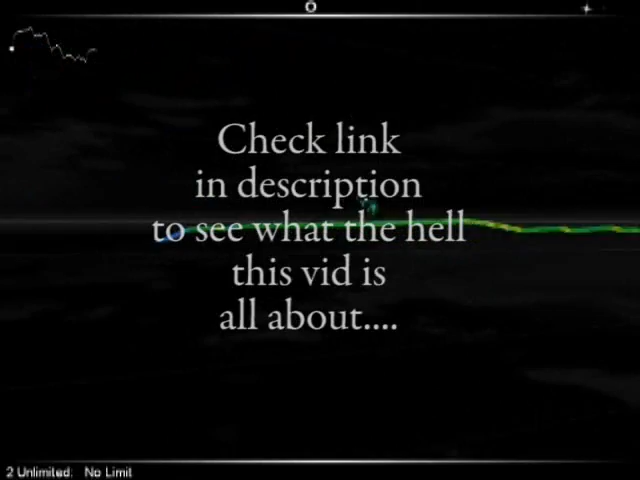 Check link
in description
to see what the hell
this vid is
all about....
2 Unlimited: No Limit